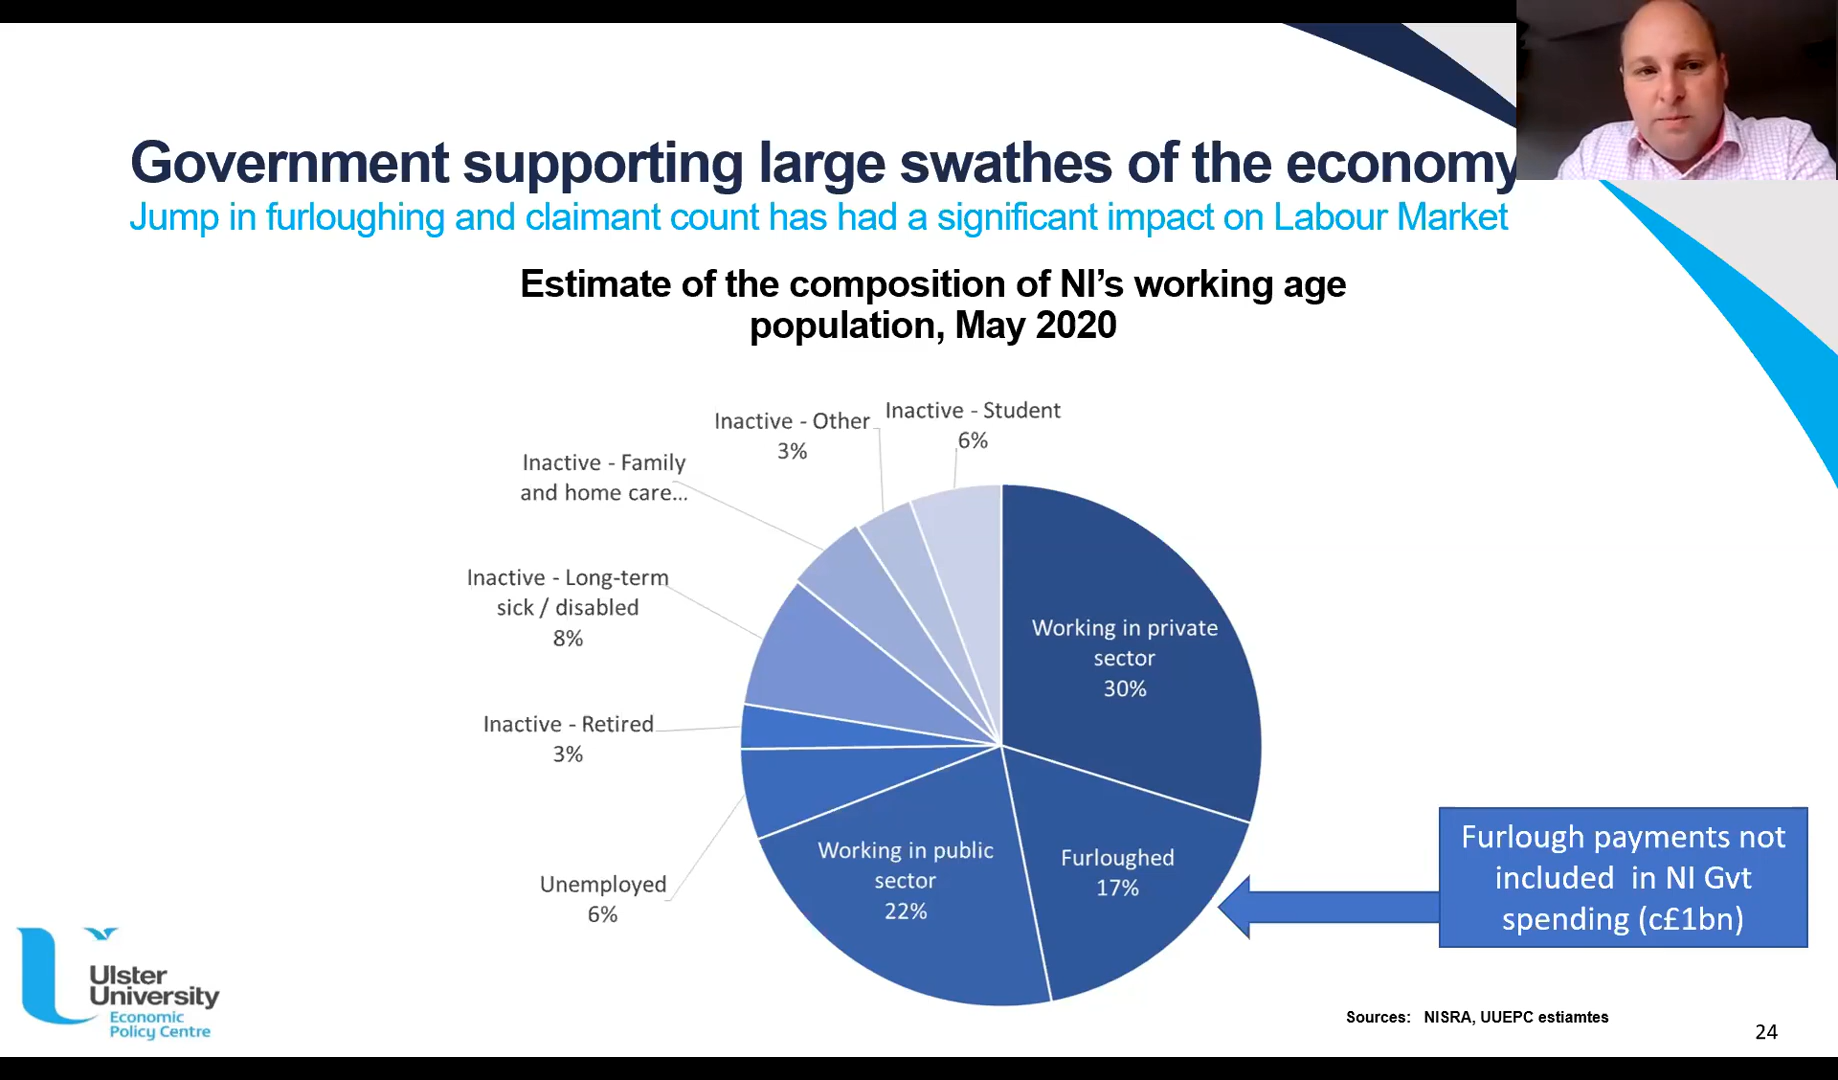 Government supporting large swathes of the economy
Jump in furloughing and claimant count has had a significant impact on Labour Market
Estimate of the composition of NI’s working age
population, May 2020
Inactive - Other
3%
Inactive - Student
6%
Inactive - Family
and home care...
Inactive - Long-term
sick / disabled
8%
Inactive - Retired
3%
Unemployed
6%
Working in private
sector
30%
Working in public
sector
22%
Furloughed
17%
Furlough payments not
included in NI Gvt
spending (c£1bn)
Ulster
University
Economic
Policy Centre
Sources: NISRA, UUEPC estiamtes
24